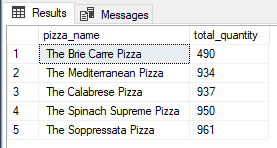 Results Messages
pizza_name total_quantity
1 The Brie Carre Pizza 490
2 The Mediterranean Pizza 934
3 The Calabrese Pizza 937
4 The Spinach Supreme Pizza 950
5 The Soppressata Pizza 961